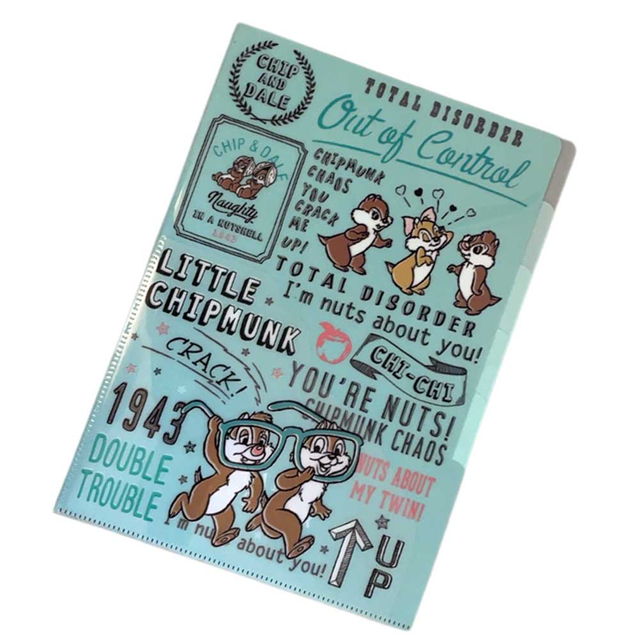 CHIP
AND
DALE
TOTAL DISORDER
Out of Control
CHIP & DALE
Naughty
IN A NUTSHELL
1943
CHIPMUNK
CHAOS
YOU
CRACK
ME
UP!
TOTAL DISORDER
I'm nuts about you!
LITTLE
CHIPMUNK
CRACK!
CHI-CHI
YOU'RE NUTS!
CHIPMUNK CHAOS
1943
DOUBLE
TROUBLE
NUTS ABOUT
MY TWIN!
I'm nu about you!
UP